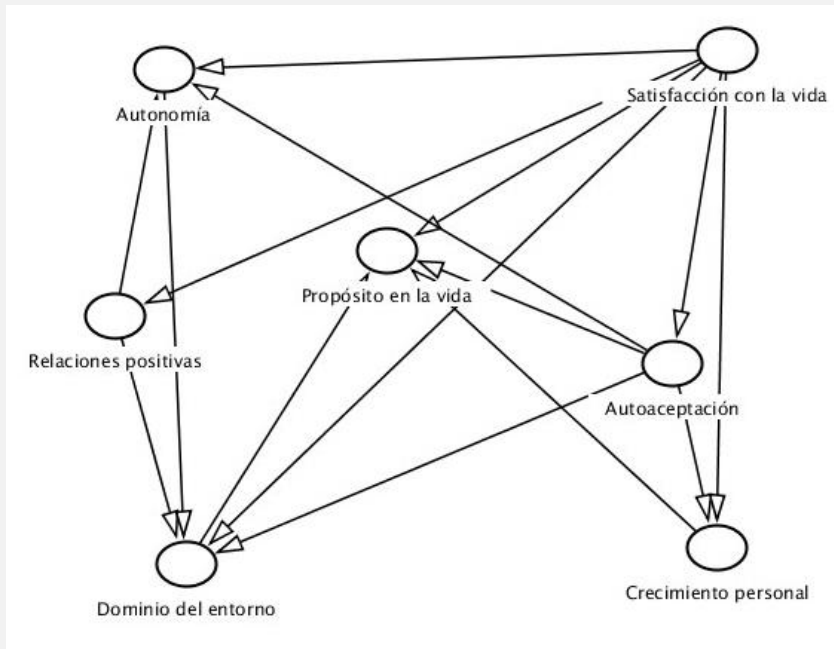 Satisfacción con la vida
Autonomía
Propósito en la vida
Relaciones positivas
Autoaceptación
Crecimiento personal
Dominio del entorno